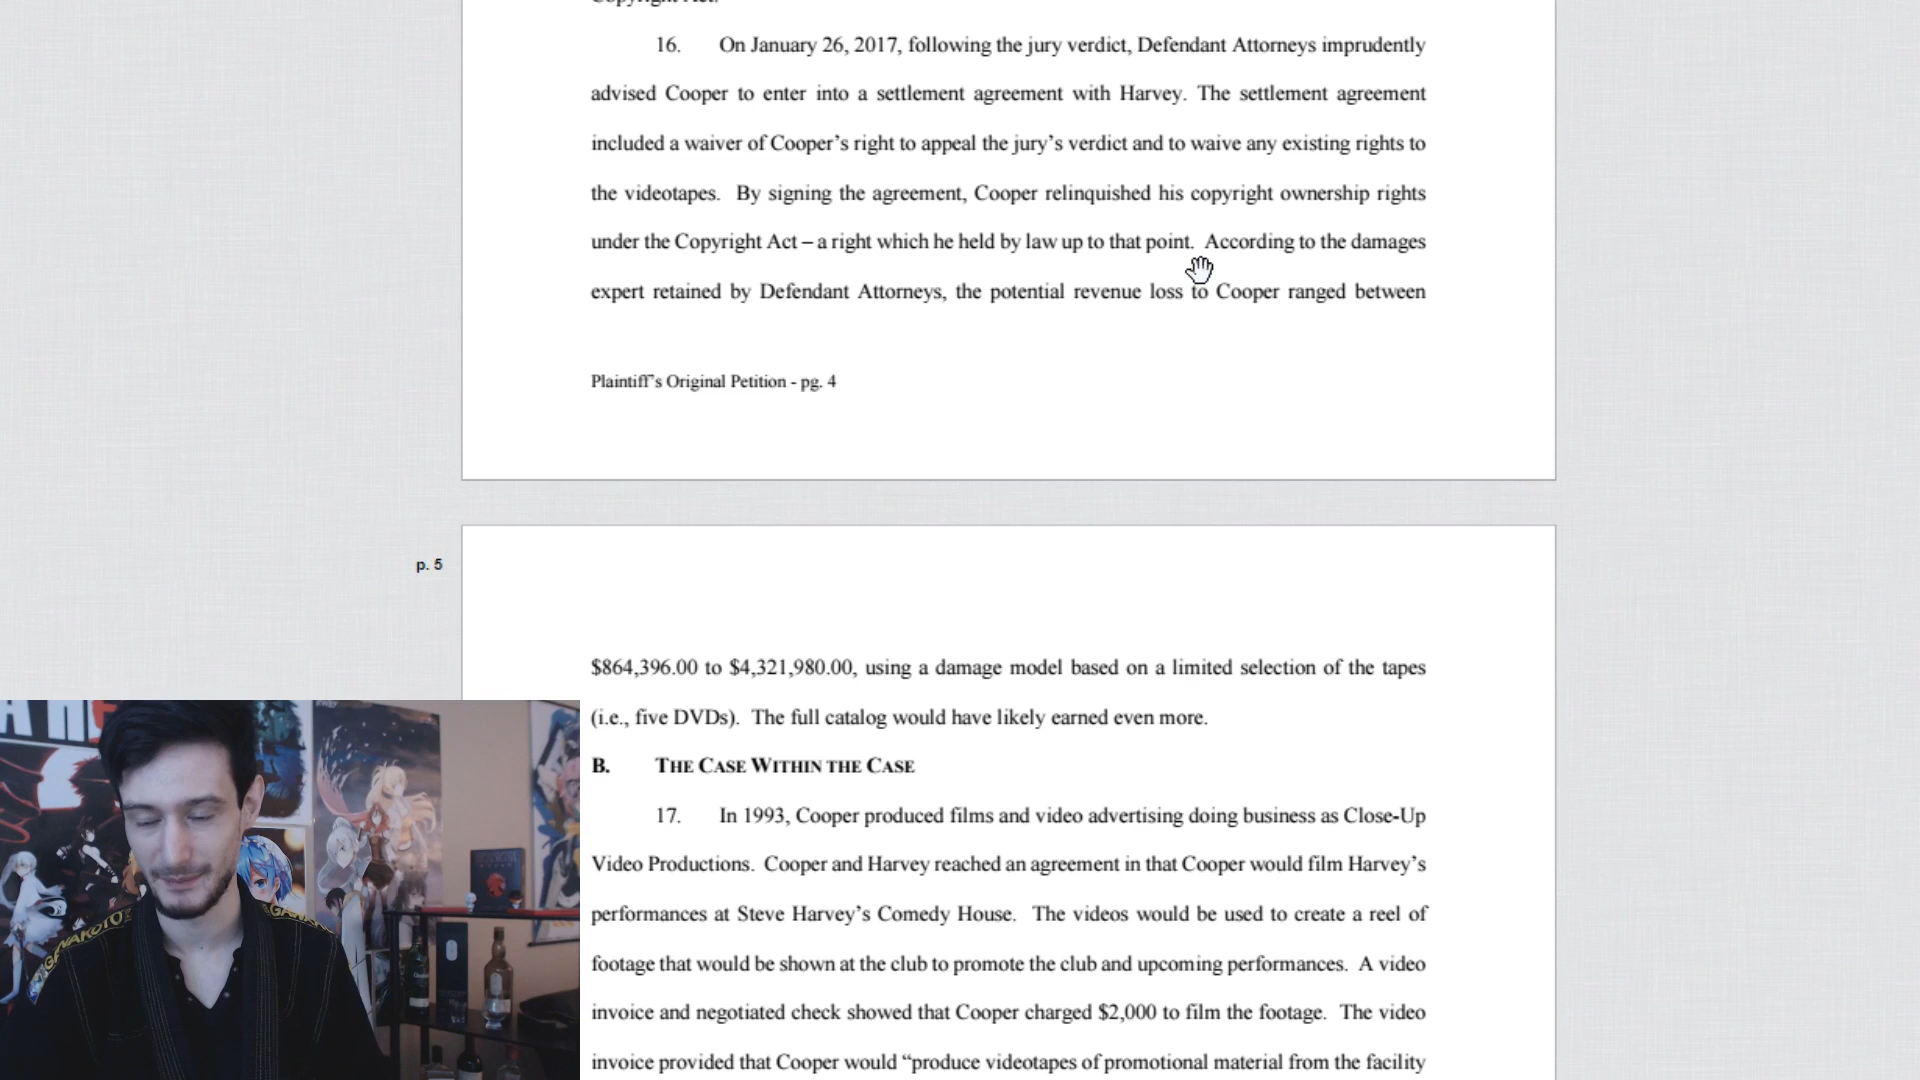 Copyright Act.
16. On January 26, 2017, following the jury verdict, Defendant Attorneys imprudently
advised Cooper to enter into a settlement agreement with Harvey. The settlement agreement
included a waiver of Cooper’s right to appeal the jury’s verdict and to waive any existing rights to
the videotapes. By signing the agreement, Cooper relinquished his copyright ownership rights
under the Copyright Act – a right which he held by law up to that point. According to the damages
expert retained by Defendant Attorneys, the potential revenue loss to Cooper ranged between
Plaintiff’s Original Petition - pg. 4
p. 5
$864,396.00 to $4,321,980.00, using a damage model based on a limited selection of the tapes
(i.e., five DVDs). The full catalog would have likely earned even more.
B. THE CASE WITHIN THE CASE
17. In 1993, Cooper produced films and video advertising doing business as Close-Up
Video Productions. Cooper and Harvey reached an agreement in that Cooper would film Harvey’s
performances at Steve Harvey’s Comedy House. The videos would be used to create a reel of
footage that would be shown at the club to promote the club and upcoming performances. A video
invoice and negotiated check showed that Cooper charged $2,000 to film the footage. The video
invoice provided that Cooper would “produce videotapes of promotional material from the facility